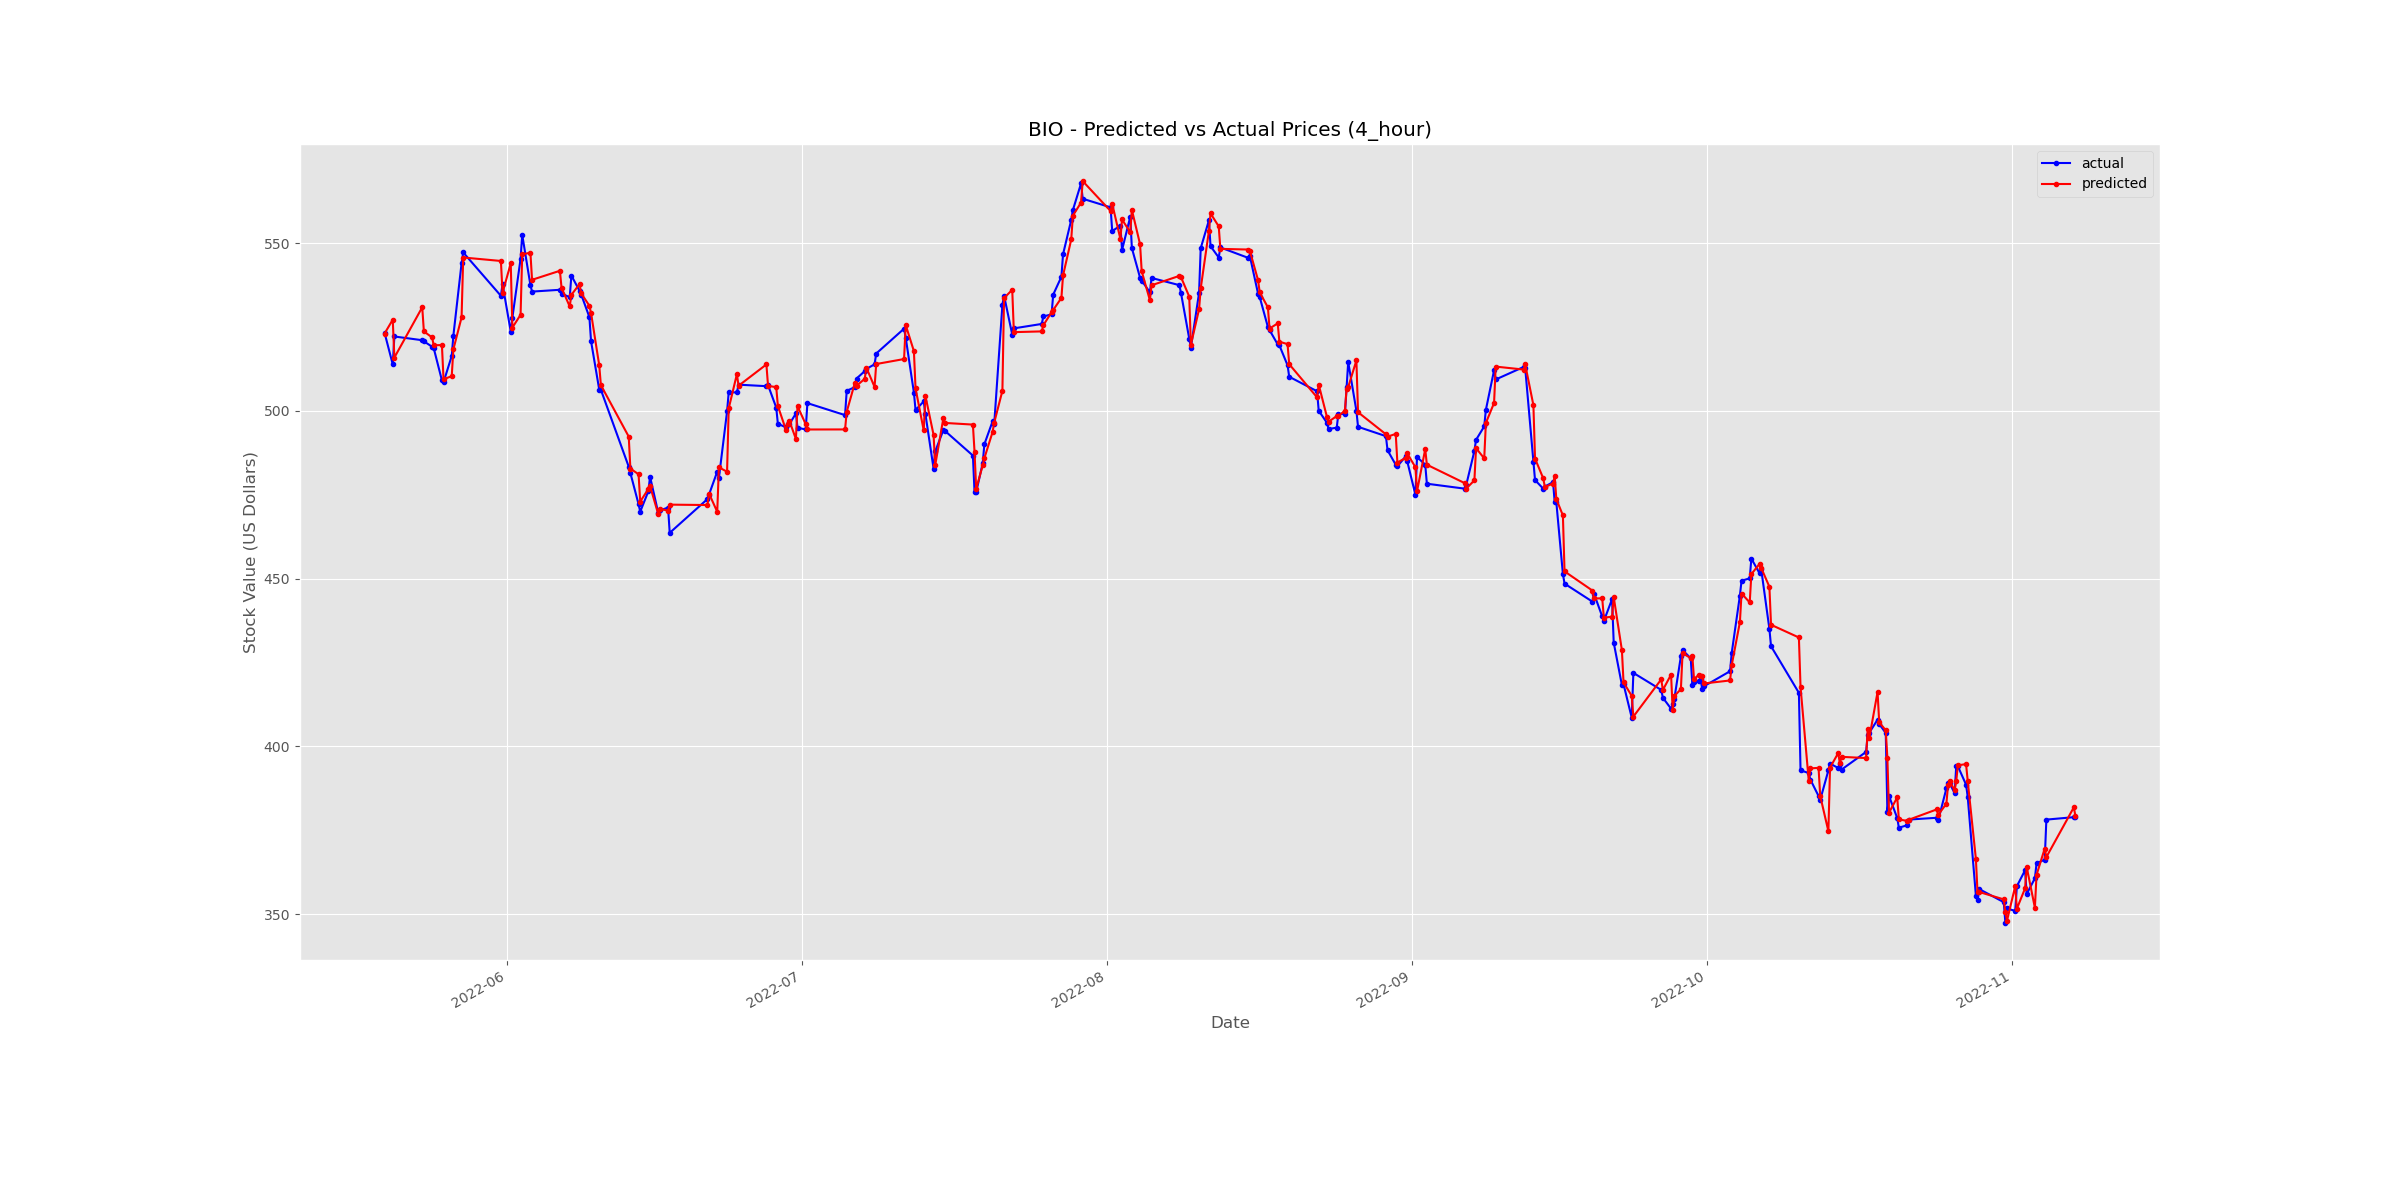 BIO - Predicted vs Actual Prices (4_hour)
actual
predicted
Stock Value (US Dollars)
550
500
450
400
350
2022-06
2022-07
2022-08
2022-09
2022-10
2022-11
Date